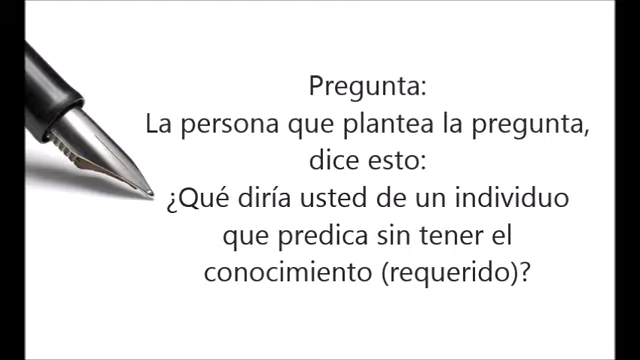 Pregunta:
La persona que plantea la pregunta,
dice esto:
¿Qué diría usted de un individuo
que predica sin tener el
conocimiento (requerido)?